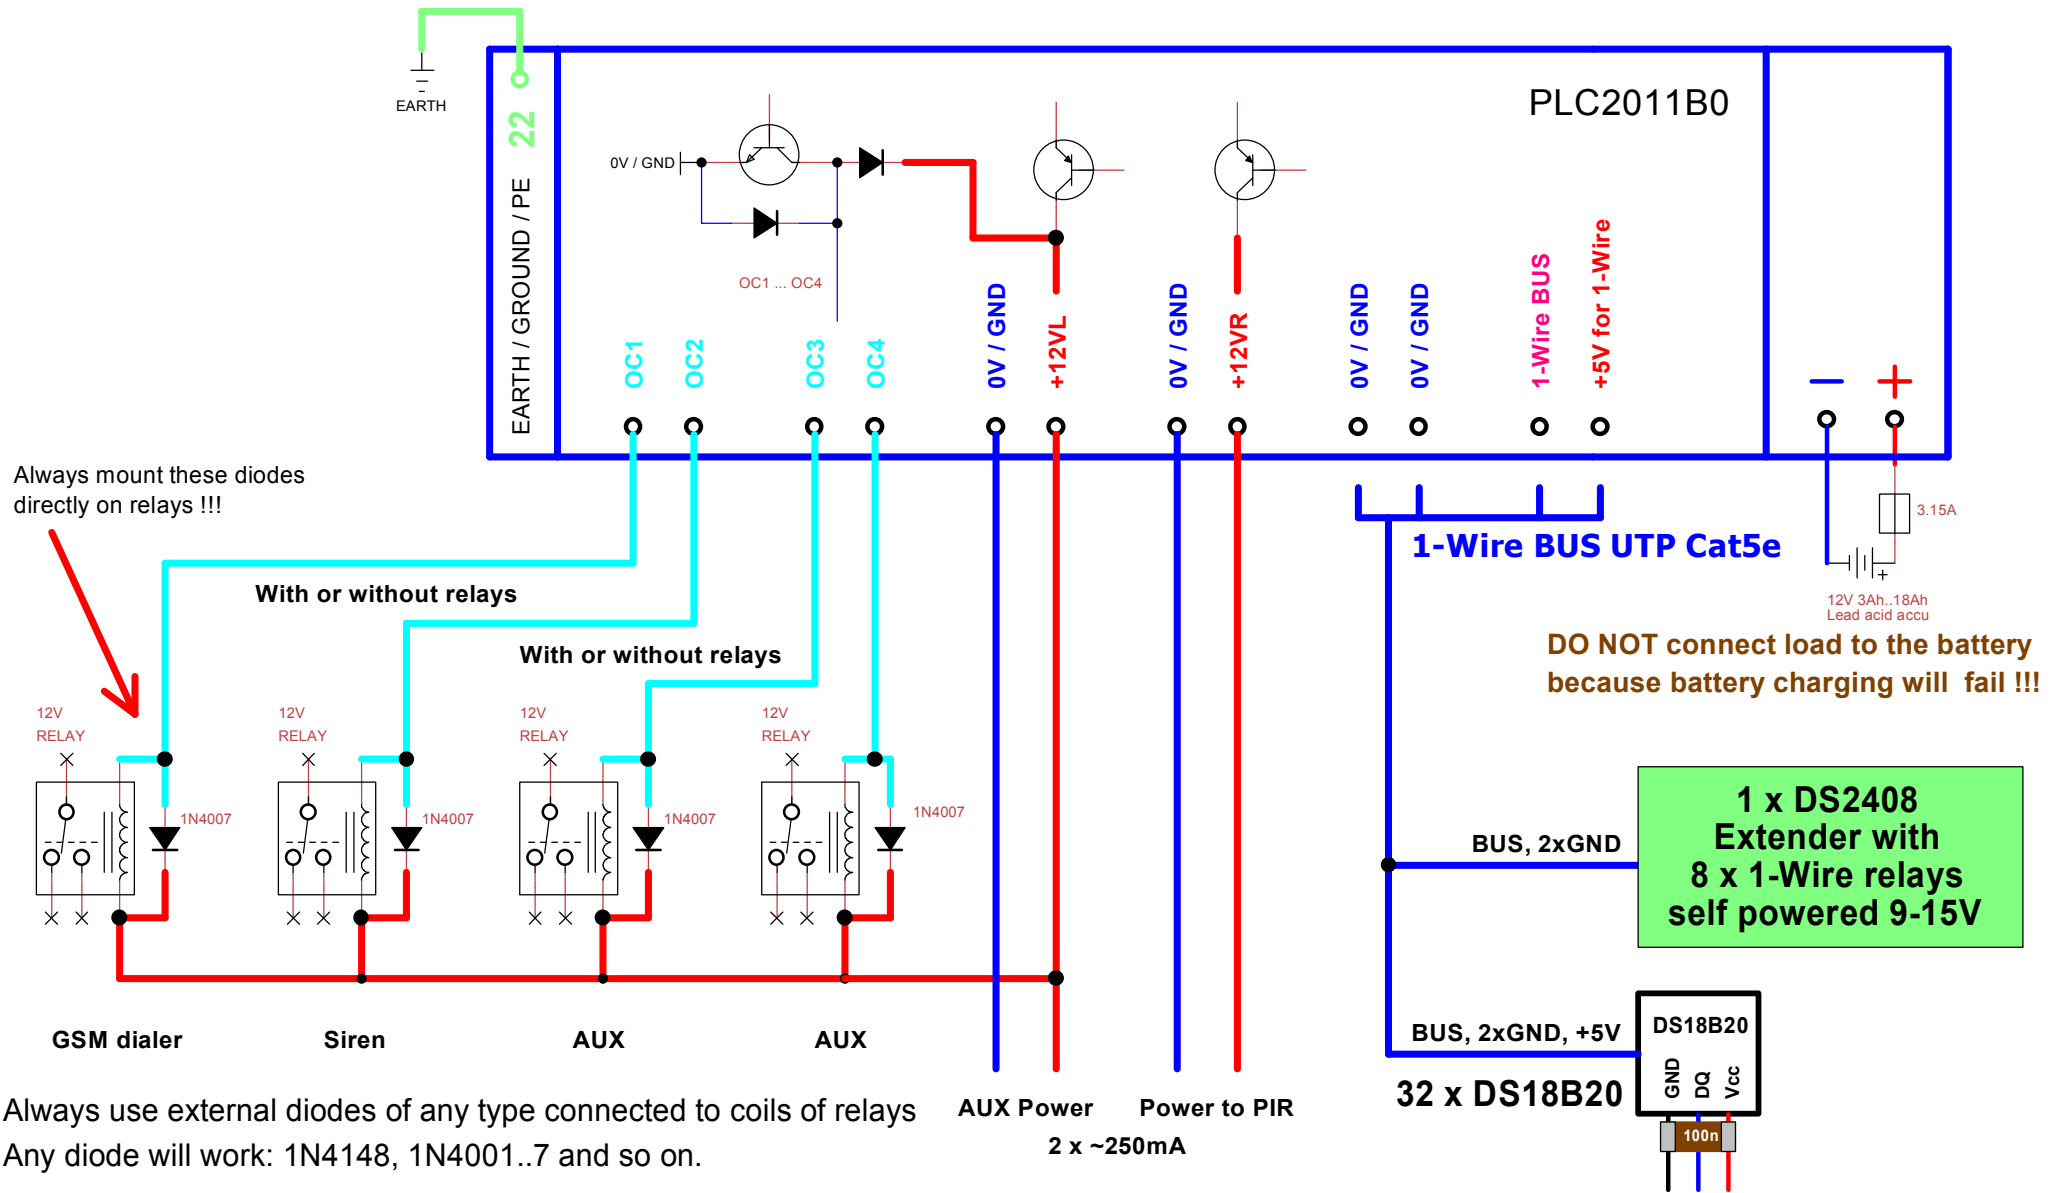 EARTH
22
EARTH / GROUND / PE
PLC2011B0
0V / GND
OC1 ... OC4
OC1
OC2
OC3
OC4
0V / GND
+12VL
0V / GND
+12VR
0V / GND
0V / GND
1-Wire BUS
+5V for 1-Wire
Always mount these diodes
directly on relays !!!
With or without relays
With or without relays
1-Wire BUS UTP Cat5e
3.15A
+
12V 3Ah..18Ah
Lead acid accu
DO NOT connect load to the battery
because battery charging will fail !!!
12V
RELAY
12V
RELAY
12V
RELAY
12V
RELAY
1N4007
1N4007
1N4007
1N4007
BUS, 2xGND
1 x DS2408
Extender with
8 x 1-Wire relays
self powered 9-15V
GSM dialer
Siren
AUX
AUX
BUS, 2xGND, +5V
32 x DS18B20
DS18B20
GND
DQ
Vcc
100n
AUX Power
Power to PIR
2 x ~250mA
Always use external diodes of any type connected to coils of relays
Any diode will work: 1N4148, 1N4001..7 and so on.